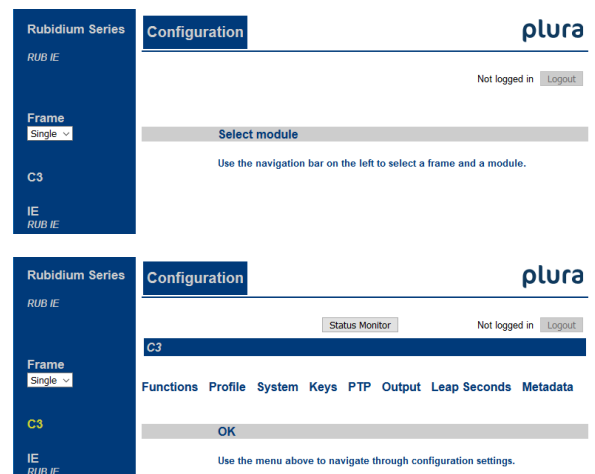 Rubidium Series
Configuration
plura
RUB IE
Not logged in Logout
Frame
Single
Select module
Use the navigation bar on the left to select a frame and a module.
C3
IE
RUB IE
Rubidium Series
Configuration
plura
RUB IE
Status Monitor Not logged in Logout
C3
Frame
Single
Functions Profile System Keys PTP Output Leap Seconds Metadata
C3
OK
IE
Use the menu above to navigate through configuration settings.
RUB IE